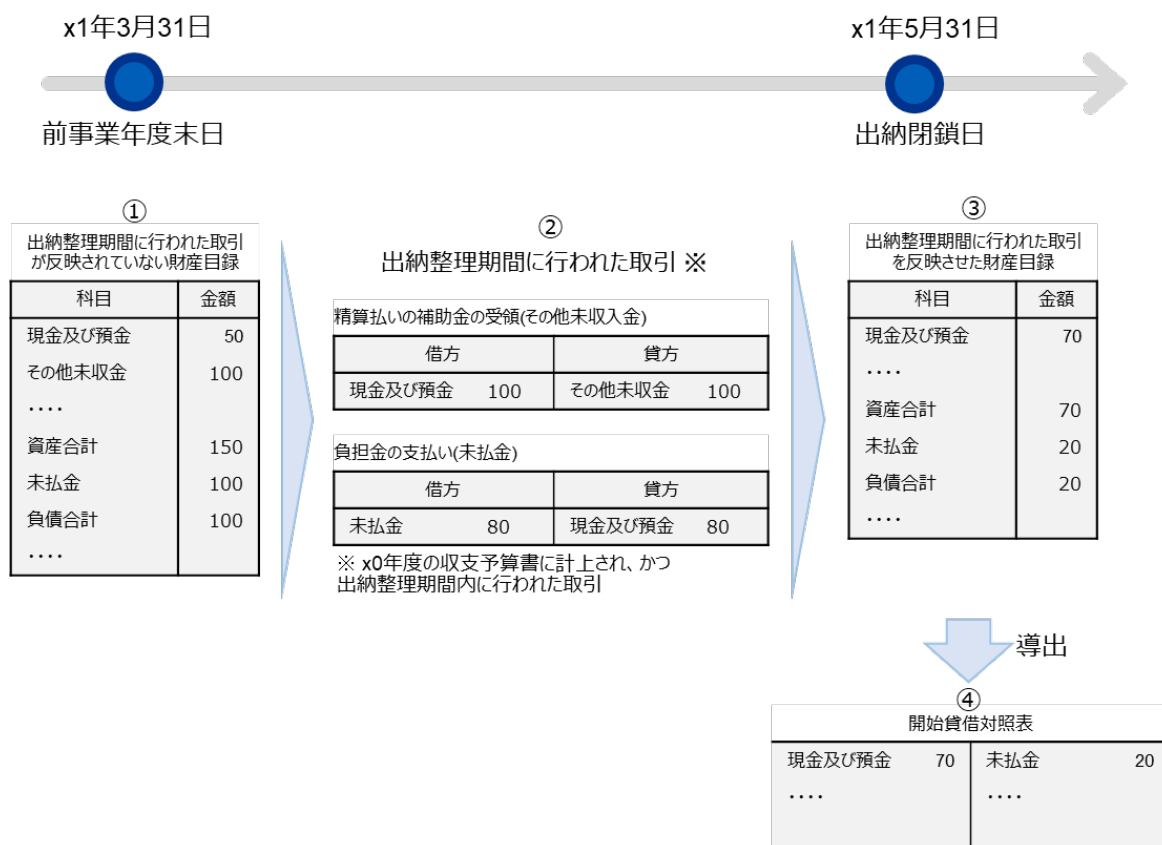 x1年3月31日
x1年5月31日
前事業年度末日
出納閉鎖日
①
出納整理期間に行われた取引
が反映されていない財産目録
科目 金額
現金及び預金 50
その他未収金 100
････
資産合計 150
未払金 100
負債合計 100
････
②
出納整理期間に行われた取引 ※
精算払いの補助金の受領(その他未収入金)
借方 貸方
現金及び預金 100 その他未収金 100
負担金の支払い(未払金)
借方 貸方
未払金 80 現金及び預金 80
※ x0年度の収支予算書に計上され、かつ
出納整理期間内に行われた取引
③
出納整理期間に行われた取引
を反映させた財産目録
科目 金額
現金及び預金 70
････
資産合計 70
未払金 20
負債合計 20
････
導出
④
開始貸借対照表
現金及び預金 70 未払金 20
････ ････